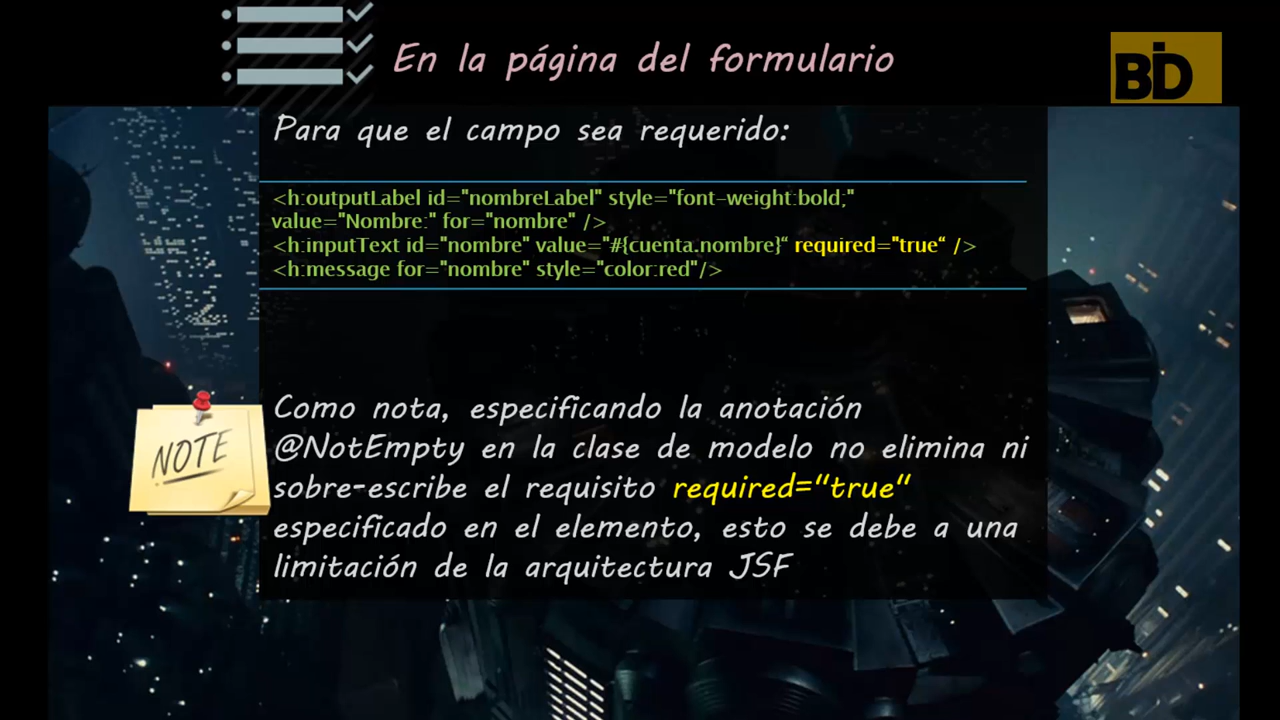 En la página del formulario
BID
Para que el campo sea requerido:
<h:outputLabel id="nombreLabel" style="font-weight:bold;"
value="Nombre:" for="nombre" />
<h:inputText id="nombre" value="#{cuenta.nombre}“ required="true“ />
<h:message for="nombre" style="color:red"/>
NOTE
Como nota, especificando la anotación
@NotEmpty en la clase de modelo no elimina ni
sobre-escribe el requisito required=“true“
especificado en el elemento, esto se debe a una
limitación de la arquitectura JSF